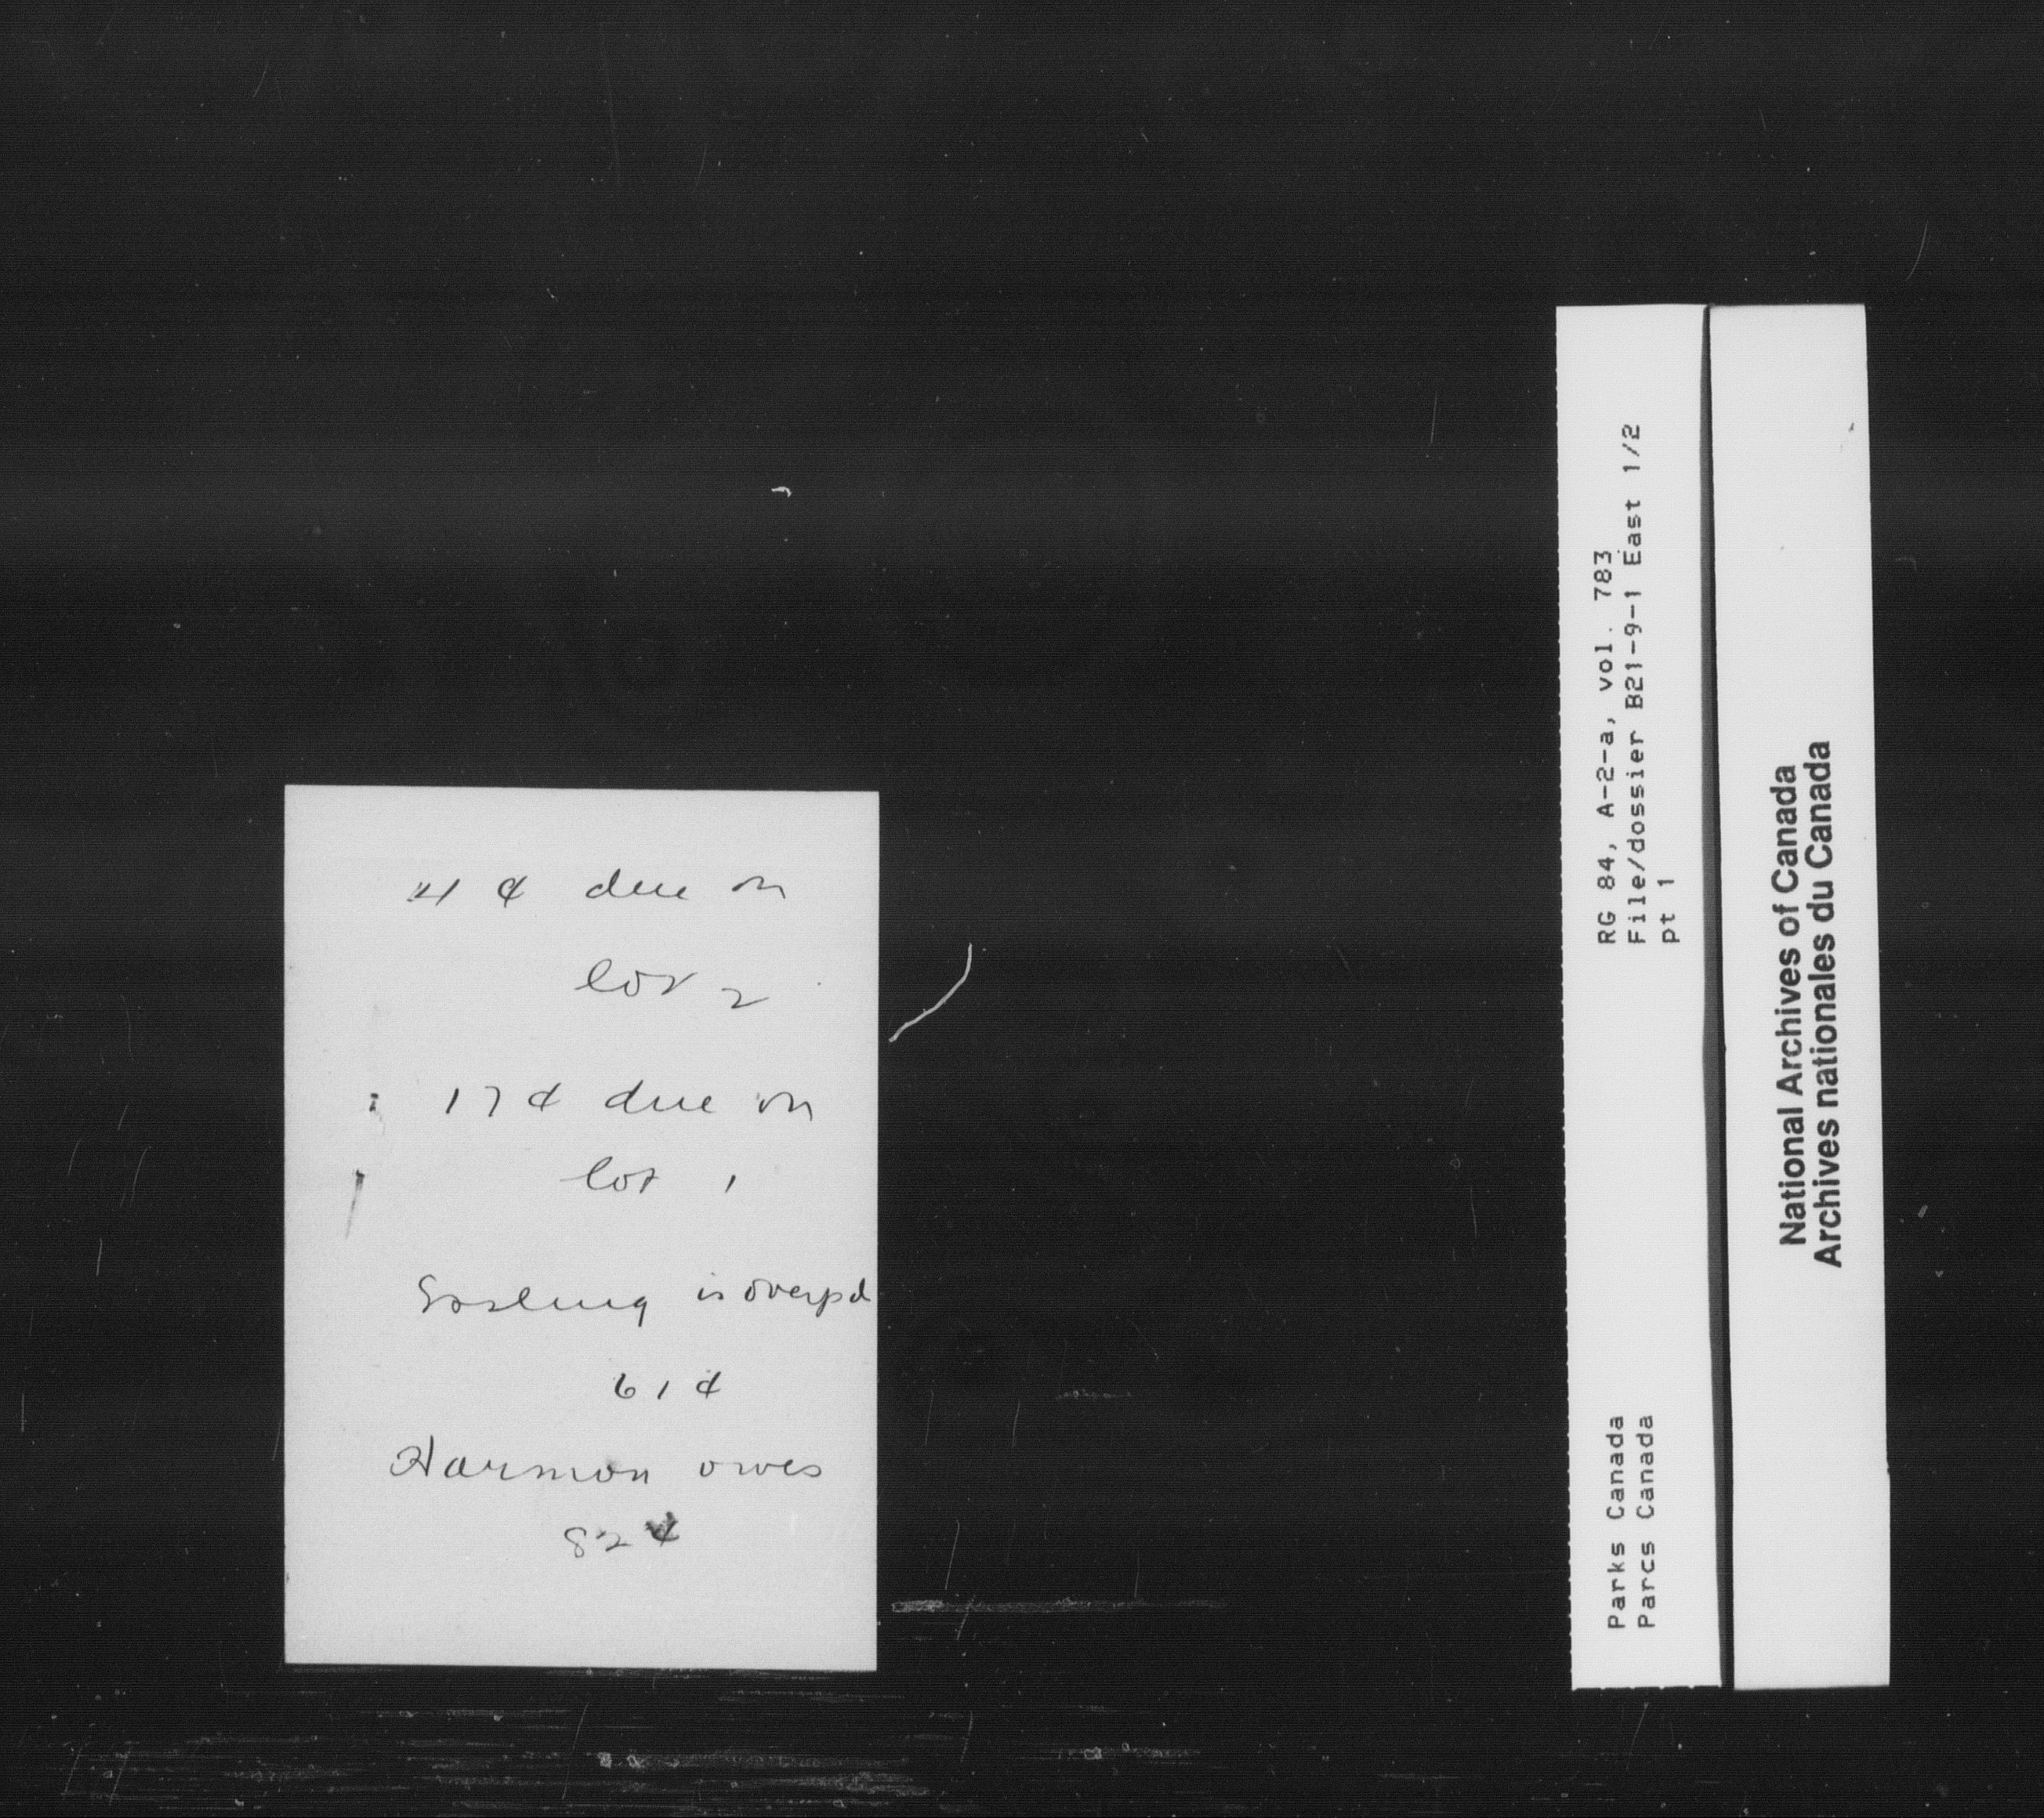 4 ¢ due on
lot 2
17 ¢ due on
lot 1
Gosling is overpd
61 ¢
Harmon owes
82 ¢
RG 84, A-2-a, vol. 783
File/dossier B21-9-1 East 1/2
pt 1
Parks Canada
Parcs Canada
National Archives of Canada
Archives nationales du Canada